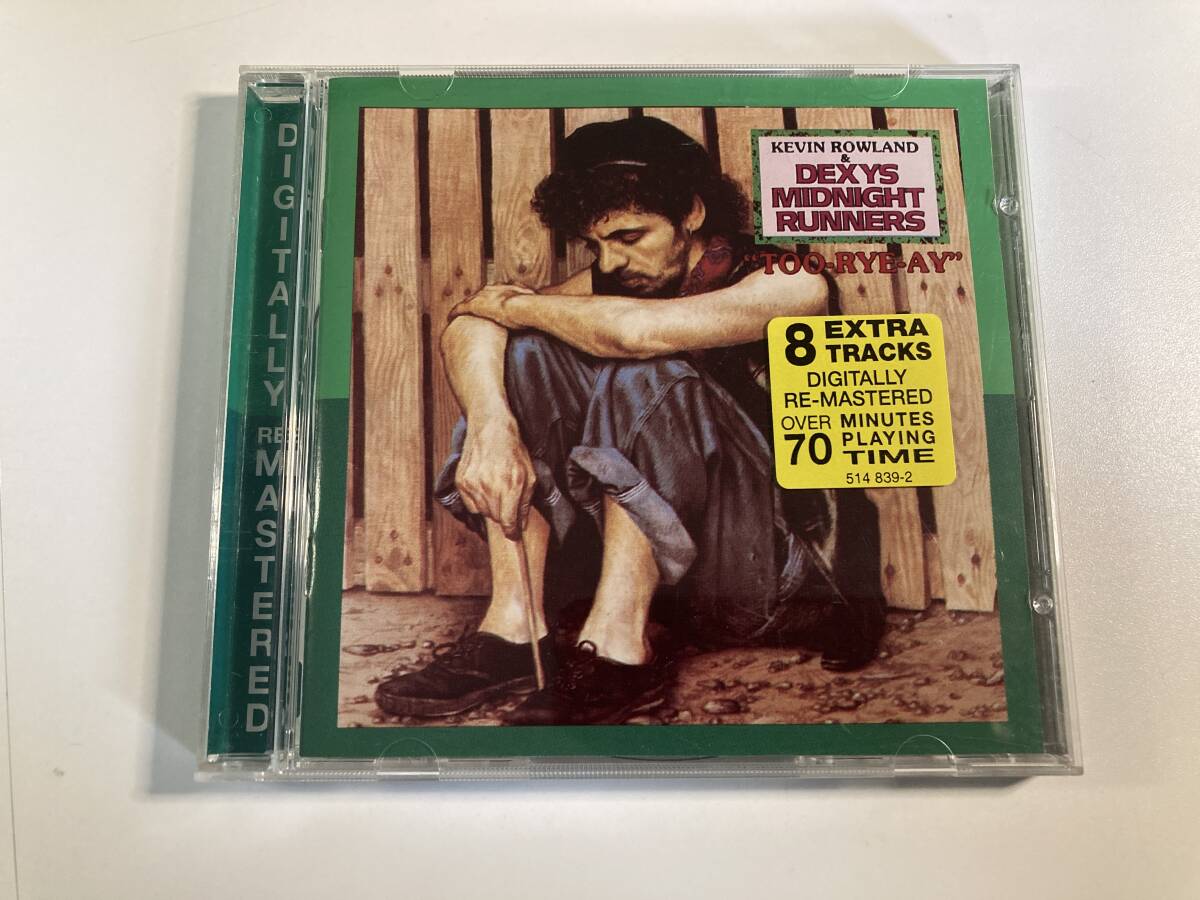 DIGITALLY
RE-
MASTERED
KEVIN ROWLAND
&
DEXYS
MIDNIGHT
RUNNERS
"TOO-RYE-AY"
8 EXTRA
TRACKS
DIGITALLY
RE-MASTERED
OVER MINUTES
70 PLAYING
TIME
514 839-2